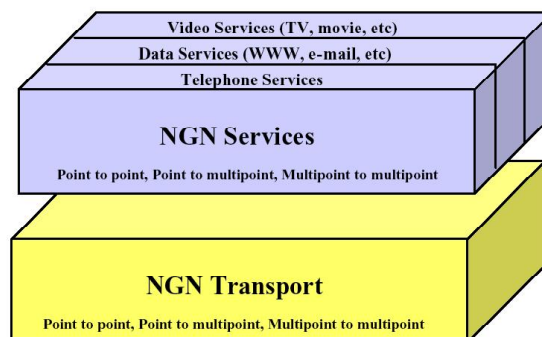 Video Services (TV, movie, etc)
Data Services (WWW, e-mail, etc)
Telephone Services
NGN Services
Point to point, Point to multipoint, Multipoint to multipoint
NGN Transport
Point to point, Point to multipoint, Multipoint to multipoint